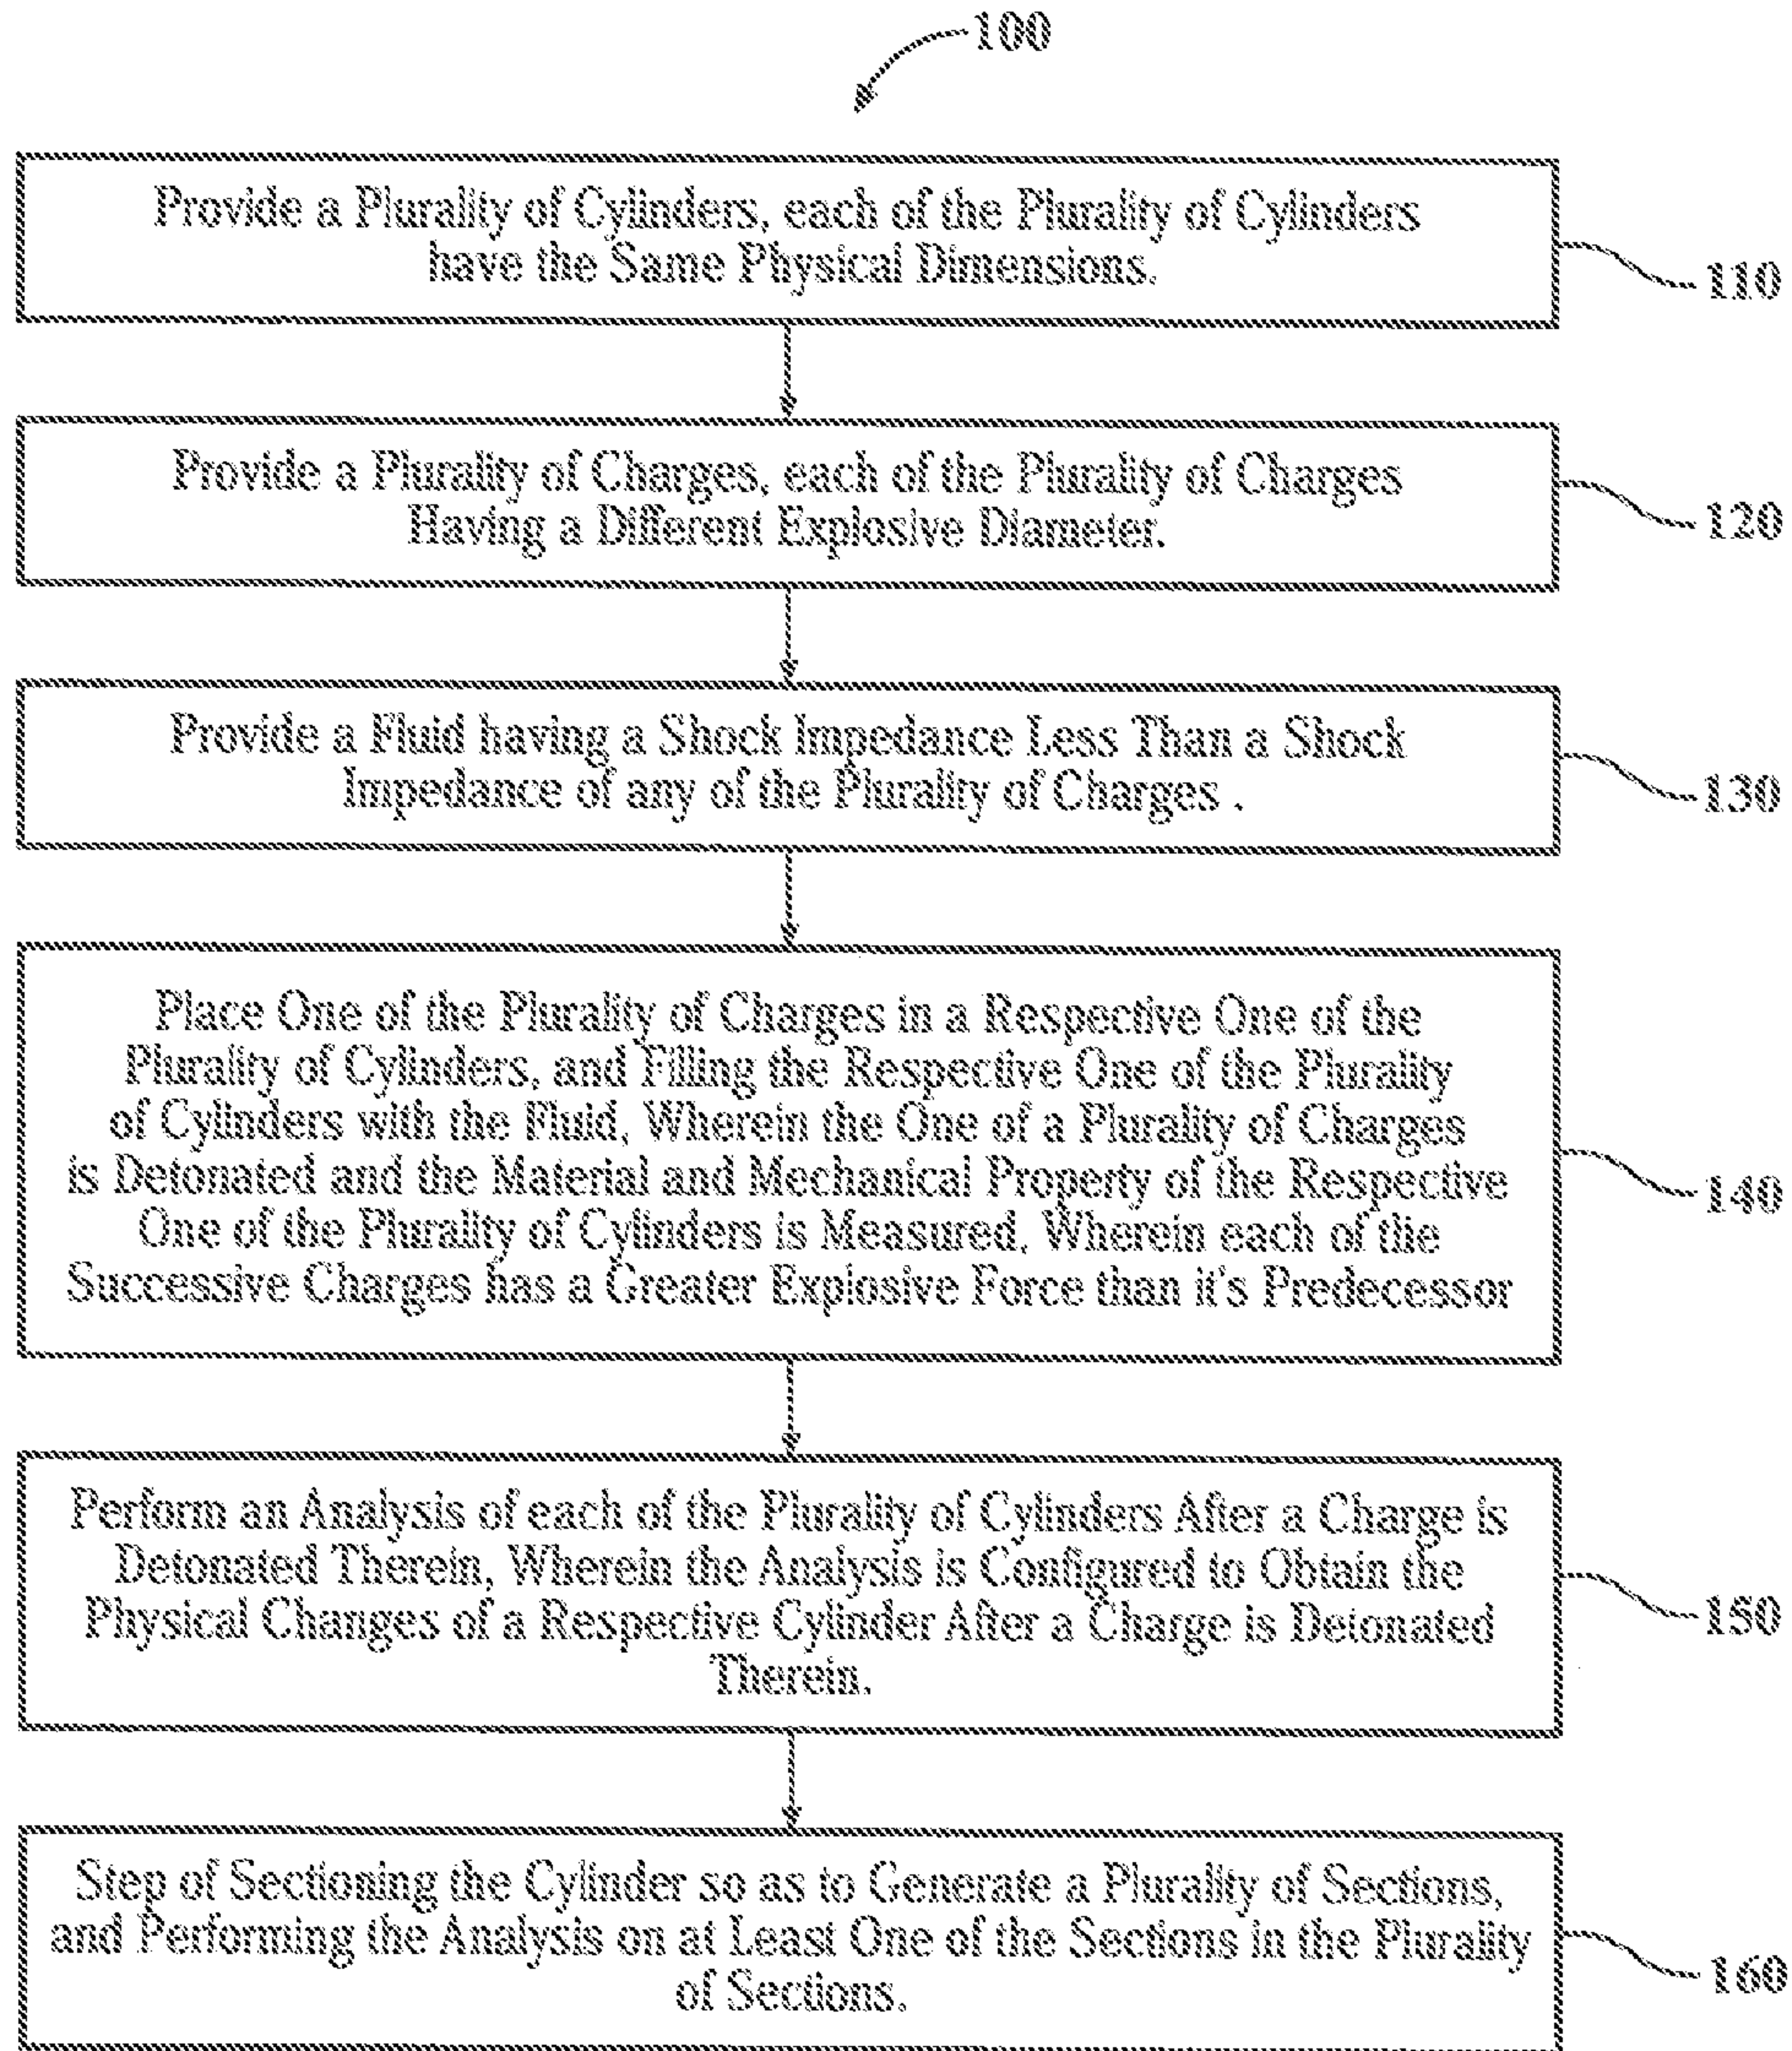 100
Provide a Plurality of Cylinders, each of the Plurality of Cylinders
have the Same Physical Dimensions.
110
Provide a Plurality of Charges, each of the Plurality of Charges
Having a Different Explosive Diameter.
120
Provide a Fluid having a Shock Impedance Less Than a Shock
Impedance of any of the Plurality of Charges .
130
Place One of the Plurality of Charges in a Respective One of the
Plurality of Cylinders, and Filling the Respective One of the Plurality
of Cylinders with the Fluid, Wherein the One of a Plurality of Charges
is Detonated and the Material and Mechanical Property of the Respective
One of the Plurality of Cylinders is Measured, Wherein each of the
Successive Charges has a Greater Explosive Force than it's Predecessor
140
Perform an Analysis of each of the Plurality of Cylinders After a Charge is
Detonated Therein, Wherein the Analysis is Configured to Obtain the
Physical Changes of a Respective Cylinder After a Charge is Detonated
Therein.
150
Step of Sectioning the Cylinder so as to Generate a Plurality of Sections,
and Performing the Analysis on at Least One of the Sections in the Plurality
of Sections.
160